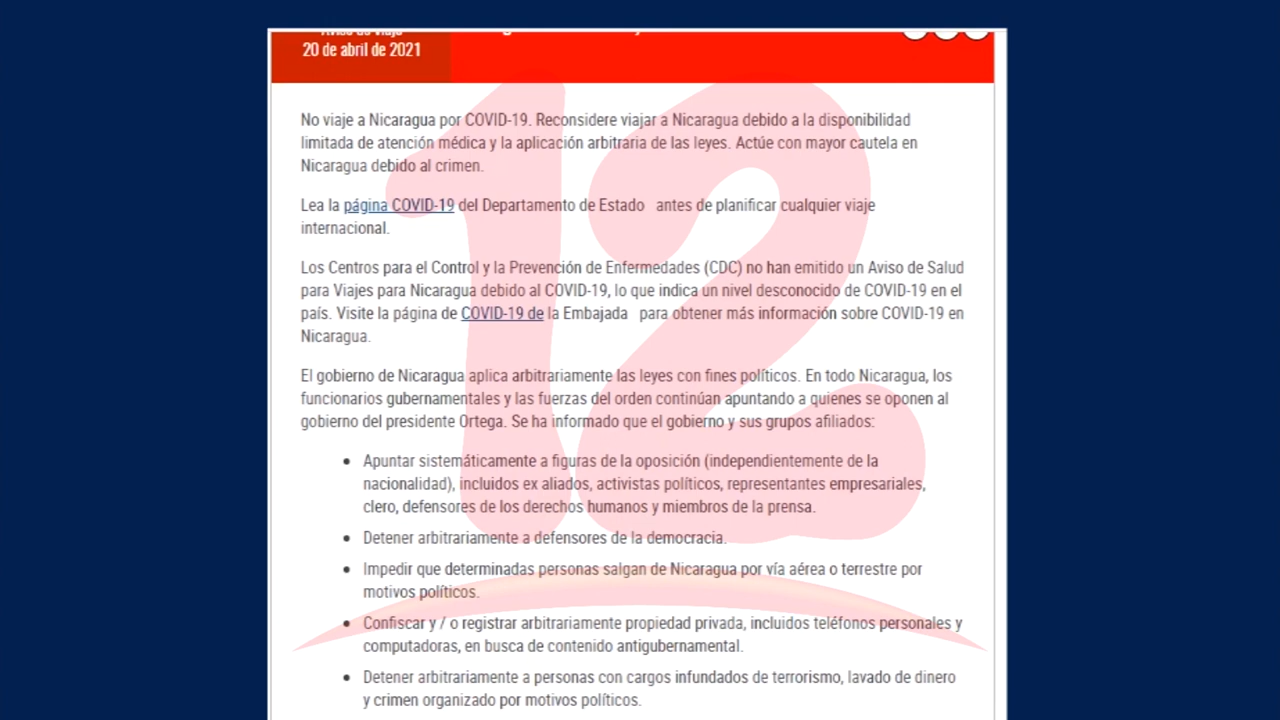 Aviso de viaje
20 de abril de 2021
No viaje a Nicaragua por COVID-19. Reconsidere viajar a Nicaragua debido a la disponibilidad
limitada de atención médica y la aplicación arbitraria de las leyes. Actúe con mayor cautela en
Nicaragua debido al crimen.
Lea la página COVID-19 del Departamento de Estado antes de planificar cualquier viaje
internacional.
Los Centros para el Control y la Prevención de Enfermedades (CDC) no han emitido un Aviso de Salud
para Viajes para Nicaragua debido al COVID-19, lo que indica un nivel desconocido de COVID-19 en el
país. Visite la página de COVID-19 de la Embajada para obtener más información sobre COVID-19 en
Nicaragua.
El gobierno de Nicaragua aplica arbitrariamente las leyes con fines políticos. En todo Nicaragua, los
funcionarios gubernamentales y las fuerzas del orden continúan apuntando a quienes se oponen al
gobierno del presidente Ortega. Se ha informado que el gobierno y sus grupos afiliados:
• Apuntar sistemáticamente a figuras de la oposición (independientemente de la
nacionalidad), incluidos ex aliados, activistas políticos, representantes empresariales,
clero, defensores de los derechos humanos y miembros de la prensa.
• Detener arbitrariamente a defensores de la democracia.
• Impedir que determinadas personas salgan de Nicaragua por vía aérea o terrestre por
motivos políticos.
• Confiscar y / o registrar arbitrariamente propiedad privada, incluidos teléfonos personales y
computadoras, en busca de contenido antigubernamental.
• Detener arbitrariamente a personas con cargos infundados de terrorismo, lavado de dinero
y crimen organizado por motivos políticos.
12